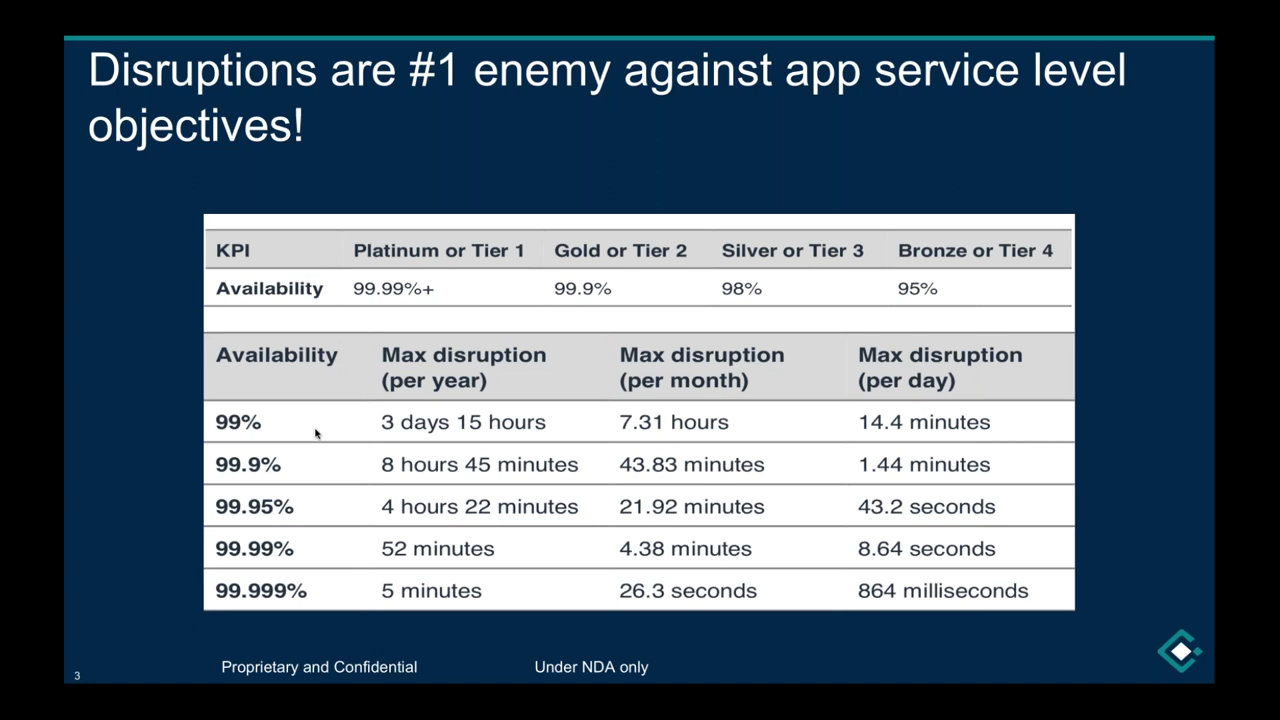 Disruptions are #1 enemy against app service level
objectives!
KPI Platinum or Tier 1 Gold or Tier 2 Silver or Tier 3 Bronze or Tier 4
Availability 99.99%+ 99.9% 98% 95%
Availability Max disruption Max disruption Max disruption
(per year) (per month) (per day)
99% 3 days 15 hours 7.31 hours 14.4 minutes
99.9% 8 hours 45 minutes 43.83 minutes 1.44 minutes
99.95% 4 hours 22 minutes 21.92 minutes 43.2 seconds
99.99% 52 minutes 4.38 minutes 8.64 seconds
99.999% 5 minutes 26.3 seconds 864 milliseconds
3 Proprietary and Confidential Under NDA only